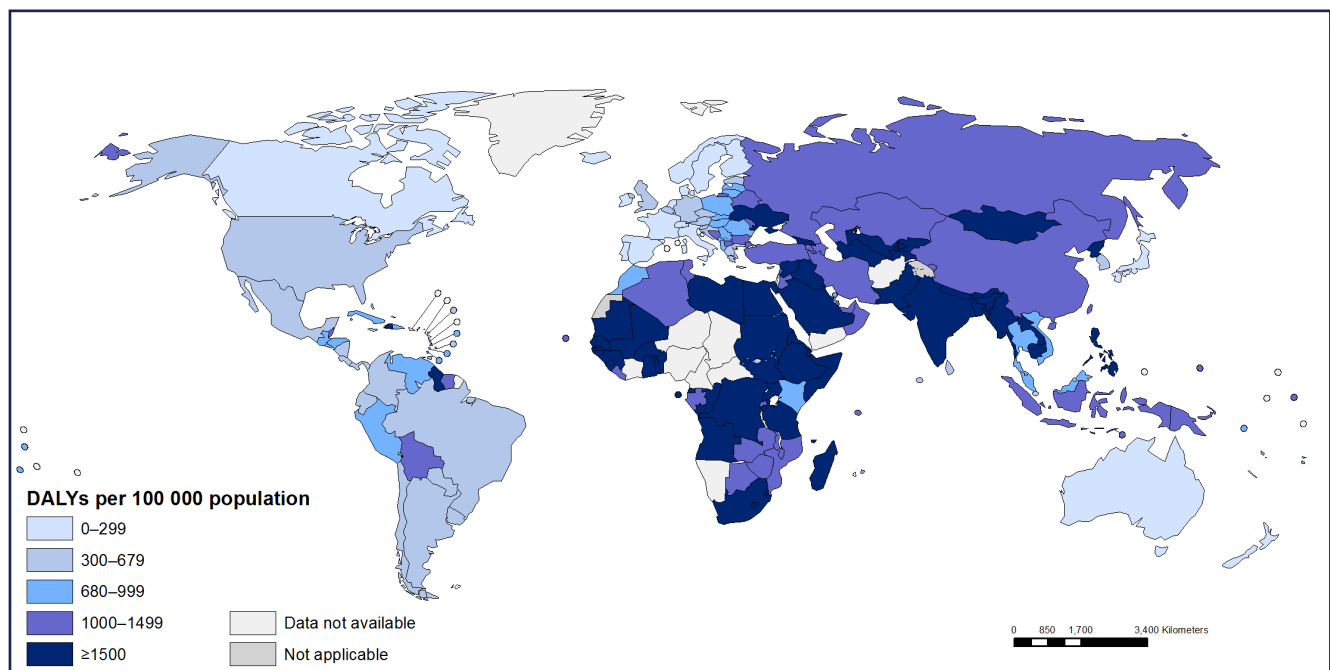 DALYs per 100 000 population
0–299
300–679
680–999
1000–1499
≥1500
Data not available
Not applicable
0 850 1,700 3,400 Kilometers